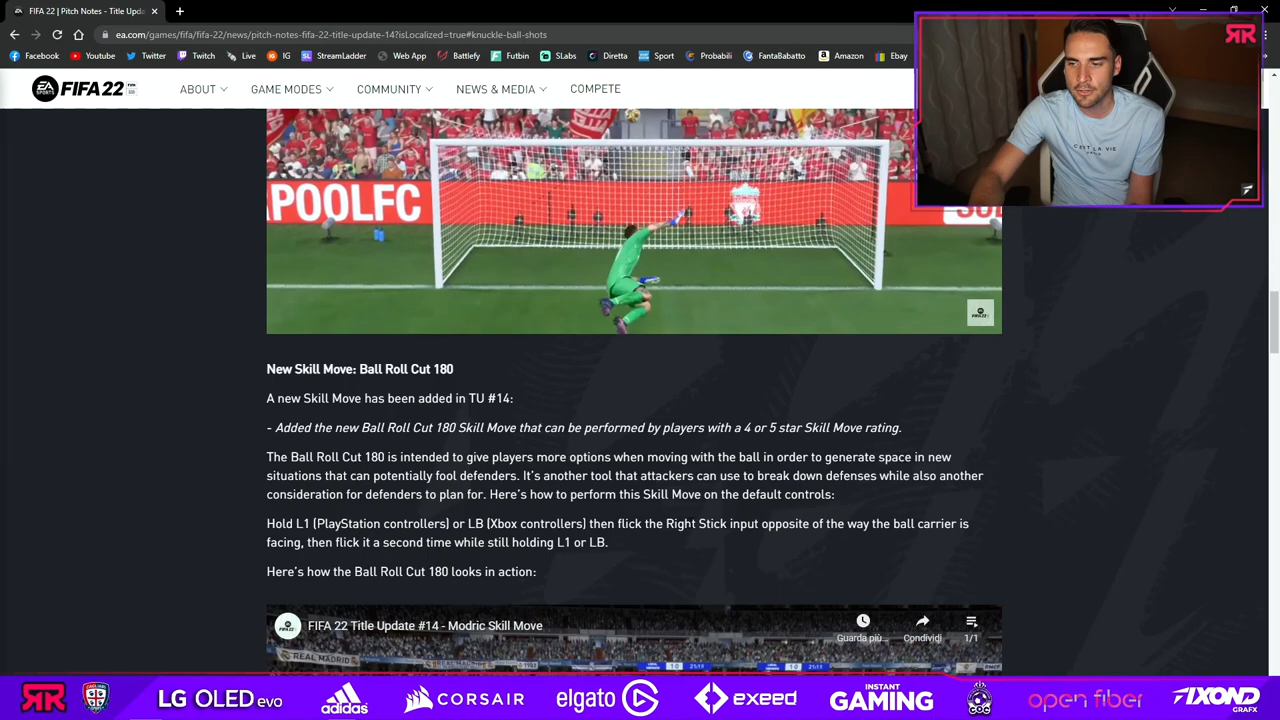 FIFA 22 | Pitch Notes - Title Upda
ea.com/games/fifa/fifa-22/news/pitch-notes-fifa-22-title-update-14?isLocalized=true#knuckle-ball-shots
Facebook Youtube Twitter Twitch Live IG StreamLadder Web App Battlefy Futbin SLabs Diretta Sport Probabili FantaBabatto Amazon Ebay
EA SPORTS FIFA 22 ABOUT GAME MODES COMMUNITY NEWS & MEDIA COMPETE
C'EST LA VIE
POOLFC
New Skill Move: Ball Roll Cut 180
A new Skill Move has been added in TU #14:
- Added the new Ball Roll Cut 180 Skill Move that can be performed by players with a 4 or 5 star Skill Move rating.
The Ball Roll Cut 180 is intended to give players more options when moving with the ball in order to generate space in new
situations that can potentially fool defenders. It's another tool that attackers can use to break down defenses while also another
consideration for defenders to plan for. Here's how to perform this Skill Move on the default controls:
Hold L1 (PlayStation controllers) or LB (Xbox controllers) then flick the Right Stick input opposite of the way the ball carrier is
facing, then flick it a second time while still holding L1 or LB.
Here's how the Ball Roll Cut 180 looks in action:
FIFA 22 Title Update #14 - Modric Skill Move
Guarda più... Condividi 1/1
REAL MADRID
LG OLED evo adidas CORSAIR elgato exeed INSTANT GAMING open fiber FIXOND GRAFX